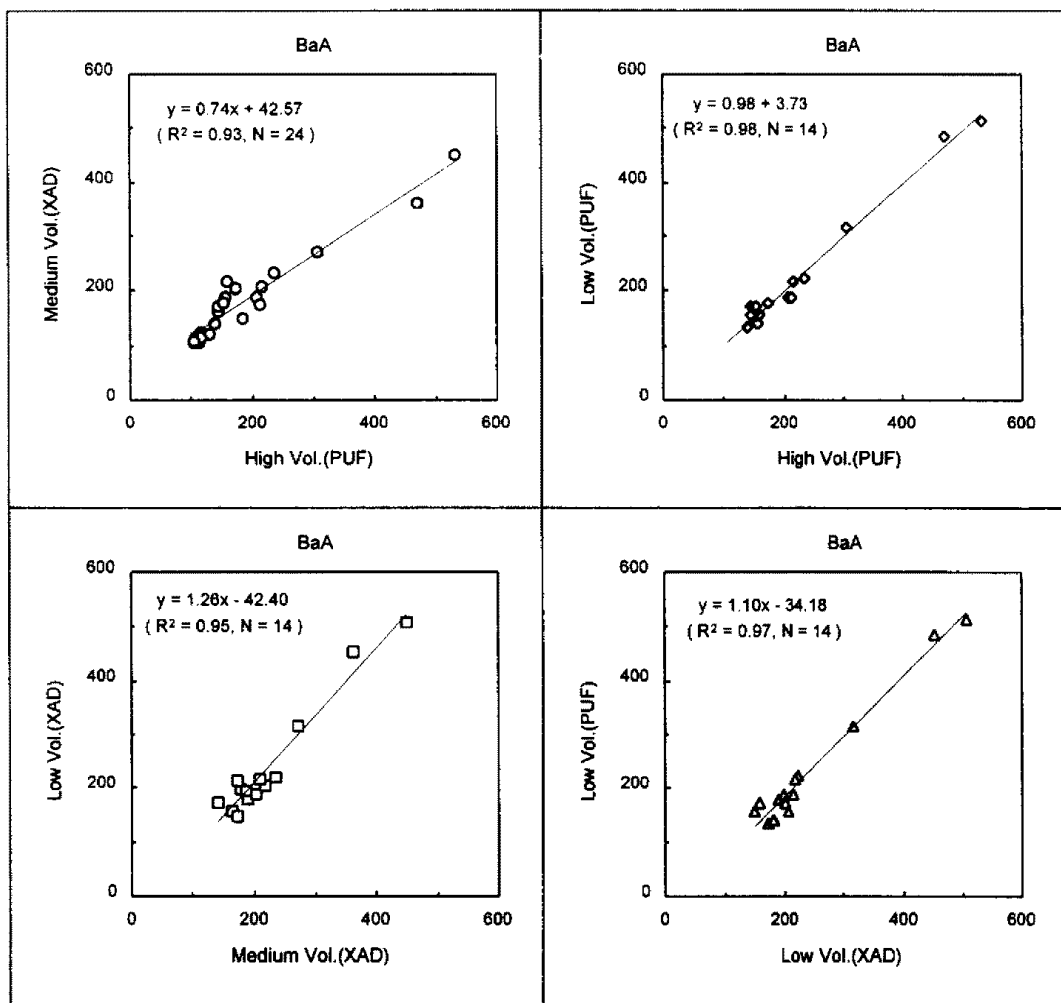 BaA
600
400
200
0
y = 0.74x + 42.57
( R² = 0.93, N = 24 )
Medium Vol.(XAD)
0 200 400 600
High Vol.(PUF)
BaA
600
400
200
0
y = 0.98 + 3.73
( R² = 0.98, N = 14 )
Low Vol.(PUF)
0 200 400 600
High Vol.(PUF)
BaA
600
400
200
0
y = 1.26x - 42.40
( R² = 0.95, N = 14 )
Low Vol.(XAD)
0 200 400 600
Medium Vol.(XAD)
BaA
600
400
200
0
y = 1.10x - 34.18
( R² = 0.97, N = 14 )
Low Vol.(PUF)
0 200 400 600
Low Vol.(XAD)